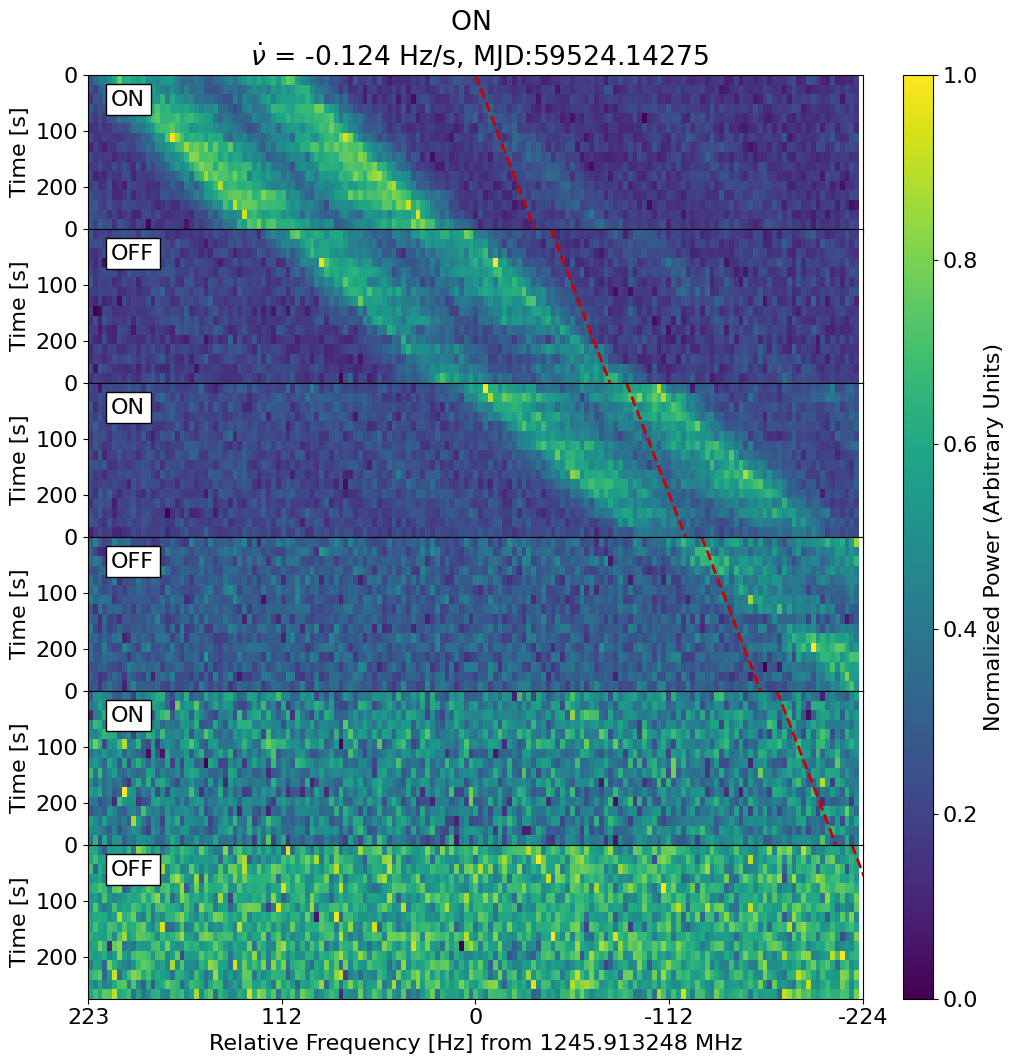 ON
ν̇ = -0.124 Hz/s, MJD:59524.14275
0
ON
100
Time [s]
200
0
OFF
100
Time [s]
200
0
ON
100
Time [s]
200
0
OFF
100
Time [s]
200
0
ON
100
Time [s]
200
0
OFF
100
Time [s]
200
223 112 0 -112 -224
Relative Frequency [Hz] from 1245.913248 MHz
1.0
0.8
0.6
0.4
0.2
0.0
Normalized Power (Arbitrary Units)